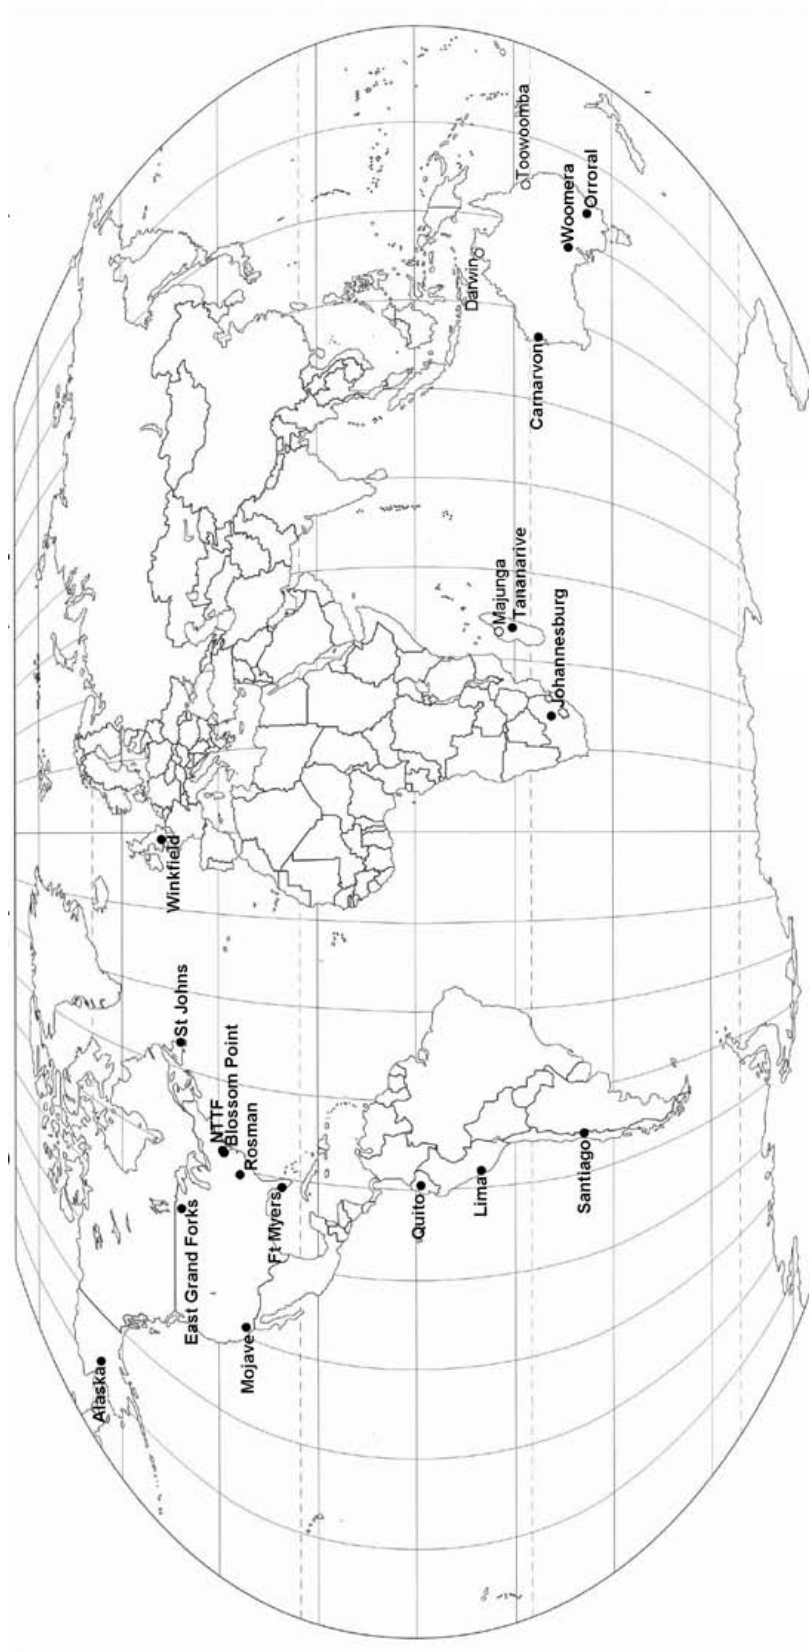 Alaska
Mojave
East Grand Forks
Ft Myers
Rosman
NTTF
Blossom Point
St Johns
Quito
Lima
Santiago
Winkfield
Johannesburg
Majunga
Tananarive
Carnarvon
Darwin
Woomera
Orroral
Toowoomba